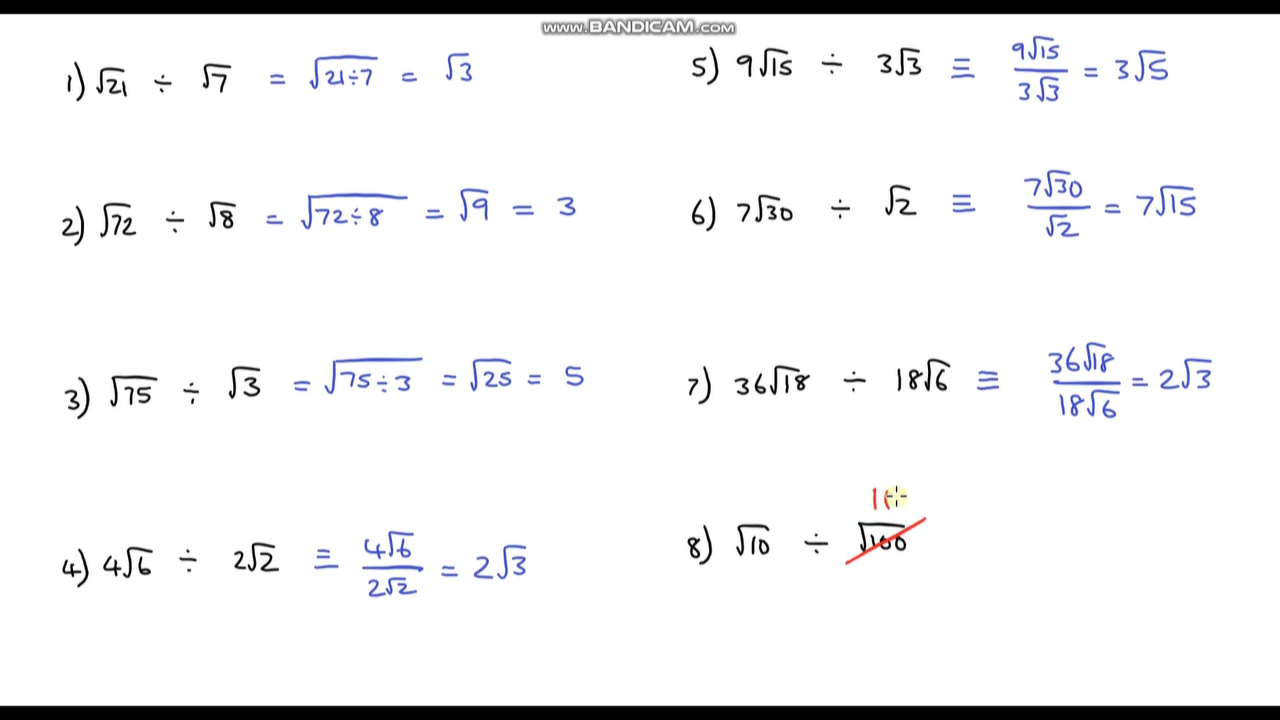 www.BANDICAM.com
1) √21 ÷ √7 = √21÷7 = √3
2) √72 ÷ √8 = √72÷8 = √9 = 3
3) √75 ÷ √3 = √75÷3 = √25 = 5
4) 4√6 ÷ 2√2 ≡ 4√6/2√2 = 2√3
5) 9√15 ÷ 3√3 ≡ 9√15/3√3 = 3√5
6) 7√30 ÷ √2 ≡ 7√30/√2 = 7√15
7) 36√18 ÷ 18√6 ≡ 36√18/18√6 = 2√3
1
8) √10 ÷ √100